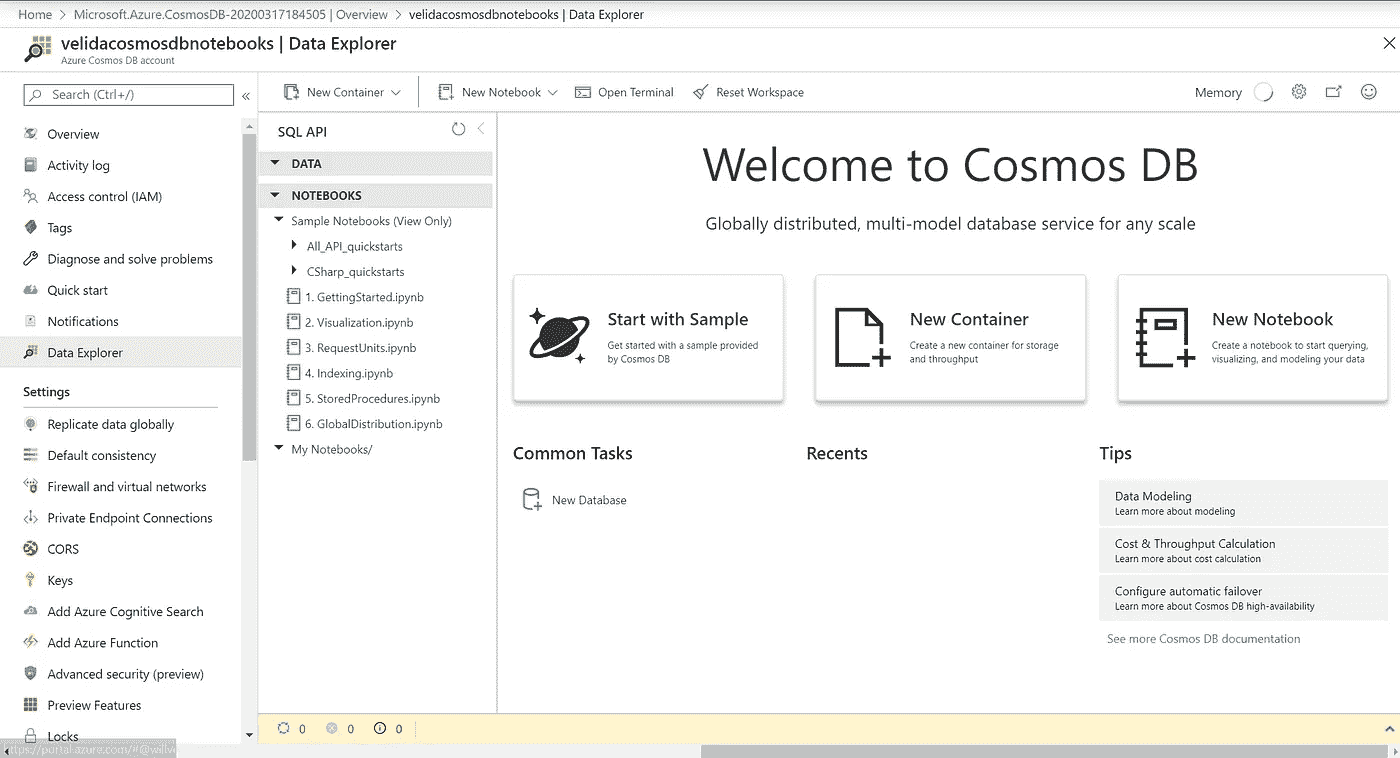 Home > Microsoft.Azure.CosmosDB-20200317184505 | Overview > velidacosmosdbnotebooks | Data Explorer
velidacosmosdbnotebooks | Data Explorer
Azure Cosmos DB account
Search (Ctrl+/)
«
Overview
Activity log
Access control (IAM)
Tags
Diagnose and solve problems
Quick start
Notifications
Data Explorer
Settings
Replicate data globally
Default consistency
Firewall and virtual networks
Private Endpoint Connections
CORS
Keys
Add Azure Cognitive Search
Add Azure Function
Advanced security (preview)
Preview Features
Locks
New Container
New Notebook
Open Terminal
Reset Workspace
Memory
SQL API
DATA
NOTEBOOKS
Sample Notebooks (View Only)
All_API_quickstarts
CSharp_quickstarts
1. GettingStarted.ipynb
2. Visualization.ipynb
3. RequestUnits.ipynb
4. Indexing.ipynb
5. StoredProcedures.ipynb
6. GlobalDistribution.ipynb
My Notebooks/
Welcome to Cosmos DB
Globally distributed, multi-model database service for any scale
Start with Sample
Get started with a sample provided
by Cosmos DB
New Container
Create a new container for storage
and throughput
New Notebook
Create a notebook to start querying,
visualizing, and modeling your data
Common Tasks
New Database
Recents
Tips
Data Modeling
Learn more about modeling
Cost & Throughput Calculation
Learn more about cost calculation
Configure automatic failover
Learn more about Cosmos DB high-availability
See more Cosmos DB documentation
0 0 0